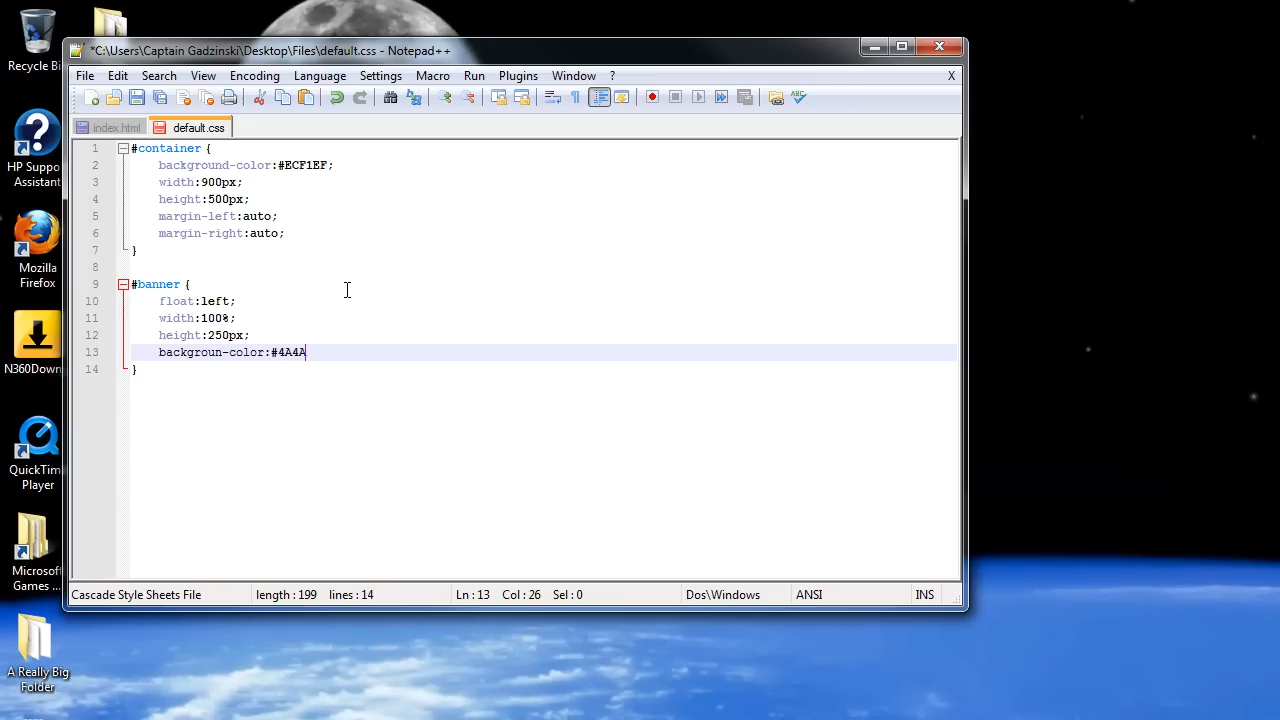 Recycle Bi
HP Suppo
Assistant
Mozilla
Firefox
N360Down
QuickTim
Player
Microsoft
Games ...
A Really Big
Folder
*C:\Users\Captain Gadzinski\Desktop\Files\default.css - Notepad++
File Edit Search View Encoding Language Settings Macro Run Plugins Window ? X
index.html default.css
1 #container {
2 background-color:#ECF1EF;
3 width:900px;
4 height:500px;
5 margin-left:auto;
6 margin-right:auto;
7 }
8
9 #banner {
10 float:left;
11 width:100%;
12 height:250px;
13 backgroun-color:#4A4A
14 }
Cascade Style Sheets File length : 199 lines : 14 Ln : 13 Col : 26 Sel : 0 Dos\Windows ANSI INS